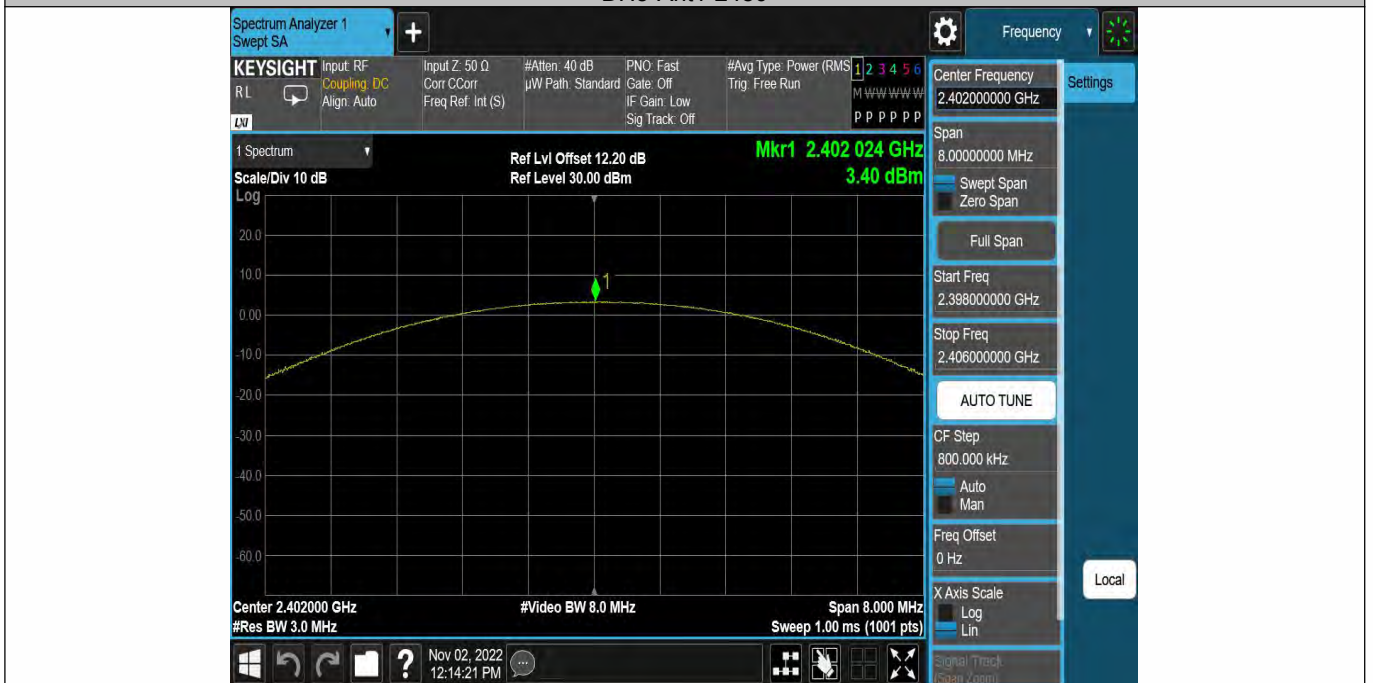 Spectrum Analyzer 1
Swept SA
Frequency
KEYSIGHT
RL
LXI
Input: RF
Coupling: DC
Align: Auto
Input Z: 50 Ω
Corr CCorr
Freq Ref: Int (S)
#Atten: 40 dB
µW Path: Standard
PNO: Fast
Gate: Off
IF Gain: Low
Sig Track: Off
#Avg Type: Power (RMS
Trig: Free Run
1 2 3 4 5 6
M W W W W W
P P P P P P
1 Spectrum
Scale/Div 10 dB
Ref Lvl Offset 12.20 dB
Ref Level 30.00 dBm
Mkr1 2.402 024 GHz
3.40 dBm
Log
20.0
10.0
0.00
-10.0
-20.0
-30.0
-40.0
-50.0
-60.0
1
Center 2.402000 GHz
#Res BW 3.0 MHz
#Video BW 8.0 MHz
Span 8.000 MHz
Sweep 1.00 ms (1001 pts)
Nov 02, 2022
12:14:21 PM
Center Frequency
2.402000000 GHz
Settings
Span
8.00000000 MHz
Swept Span
Zero Span
Full Span
Start Freq
2.398000000 GHz
Stop Freq
2.406000000 GHz
AUTO TUNE
CF Step
800.000 kHz
Auto
Man
Freq Offset
0 Hz
X Axis Scale
Log
Lin
Local
Signal Track
(Span Zoom)